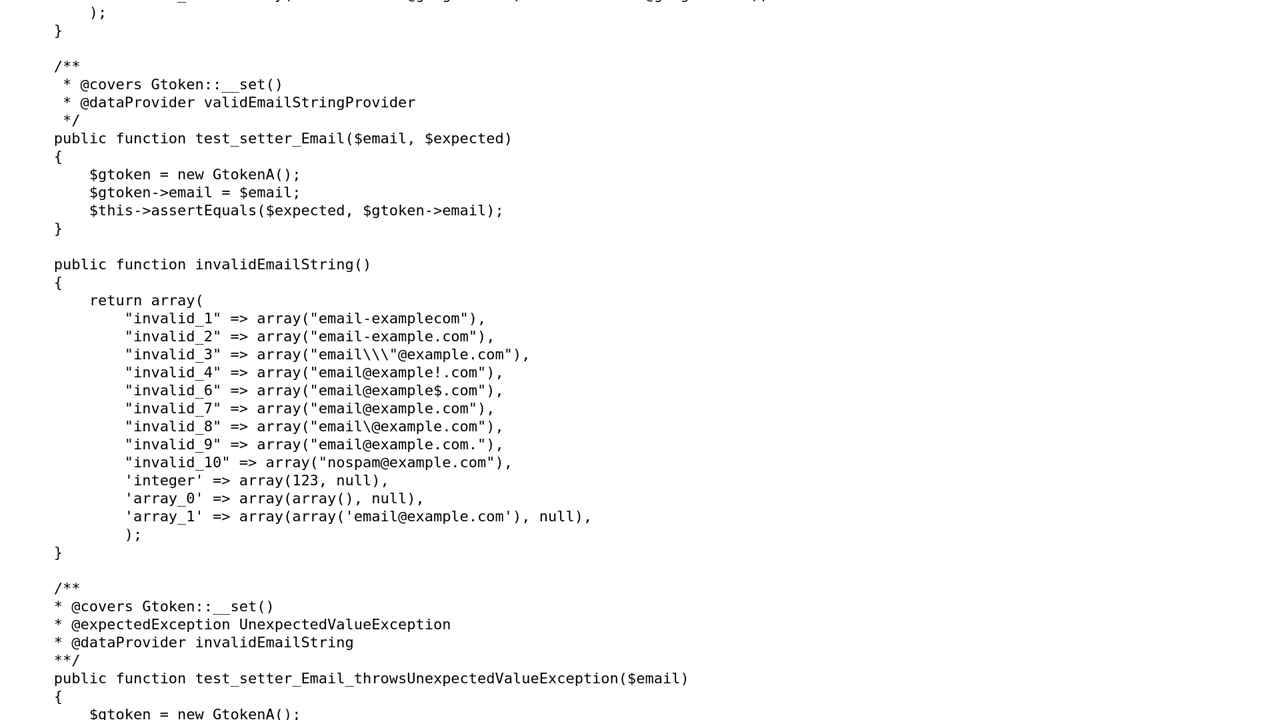 );
}
/**
* @covers Gtoken::__set()
* @dataProvider validEmailStringProvider
*/
public function test_setter_Email($email, $expected)
{
$gtoken = new GtokenA();
$gtoken->email = $email;
$this->assertEquals($expected, $gtoken->email);
}
public function invalidEmailString()
{
return array(
"invalid_1" => array("email-examplecom"),
"invalid_2" => array("email-example.com"),
"invalid_3" => array("email\\\"@example.com"),
"invalid_4" => array("email@example!.com"),
"invalid_6" => array("email@example$.com"),
"invalid_7" => array("email@example.com"),
"invalid_8" => array("email\@example.com"),
"invalid_9" => array("email@example.com."),
"invalid_10" => array("nospam@example.com"),
'integer' => array(123, null),
'array_0' => array(array(), null),
'array_1' => array(array('email@example.com'), null),
);
}
/**
* @covers Gtoken::__set()
* @expectedException UnexpectedValueException
* @dataProvider invalidEmailString
**/
public function test_setter_Email_throwsUnexpectedValueException($email)
{
$gtoken = new GtokenA();